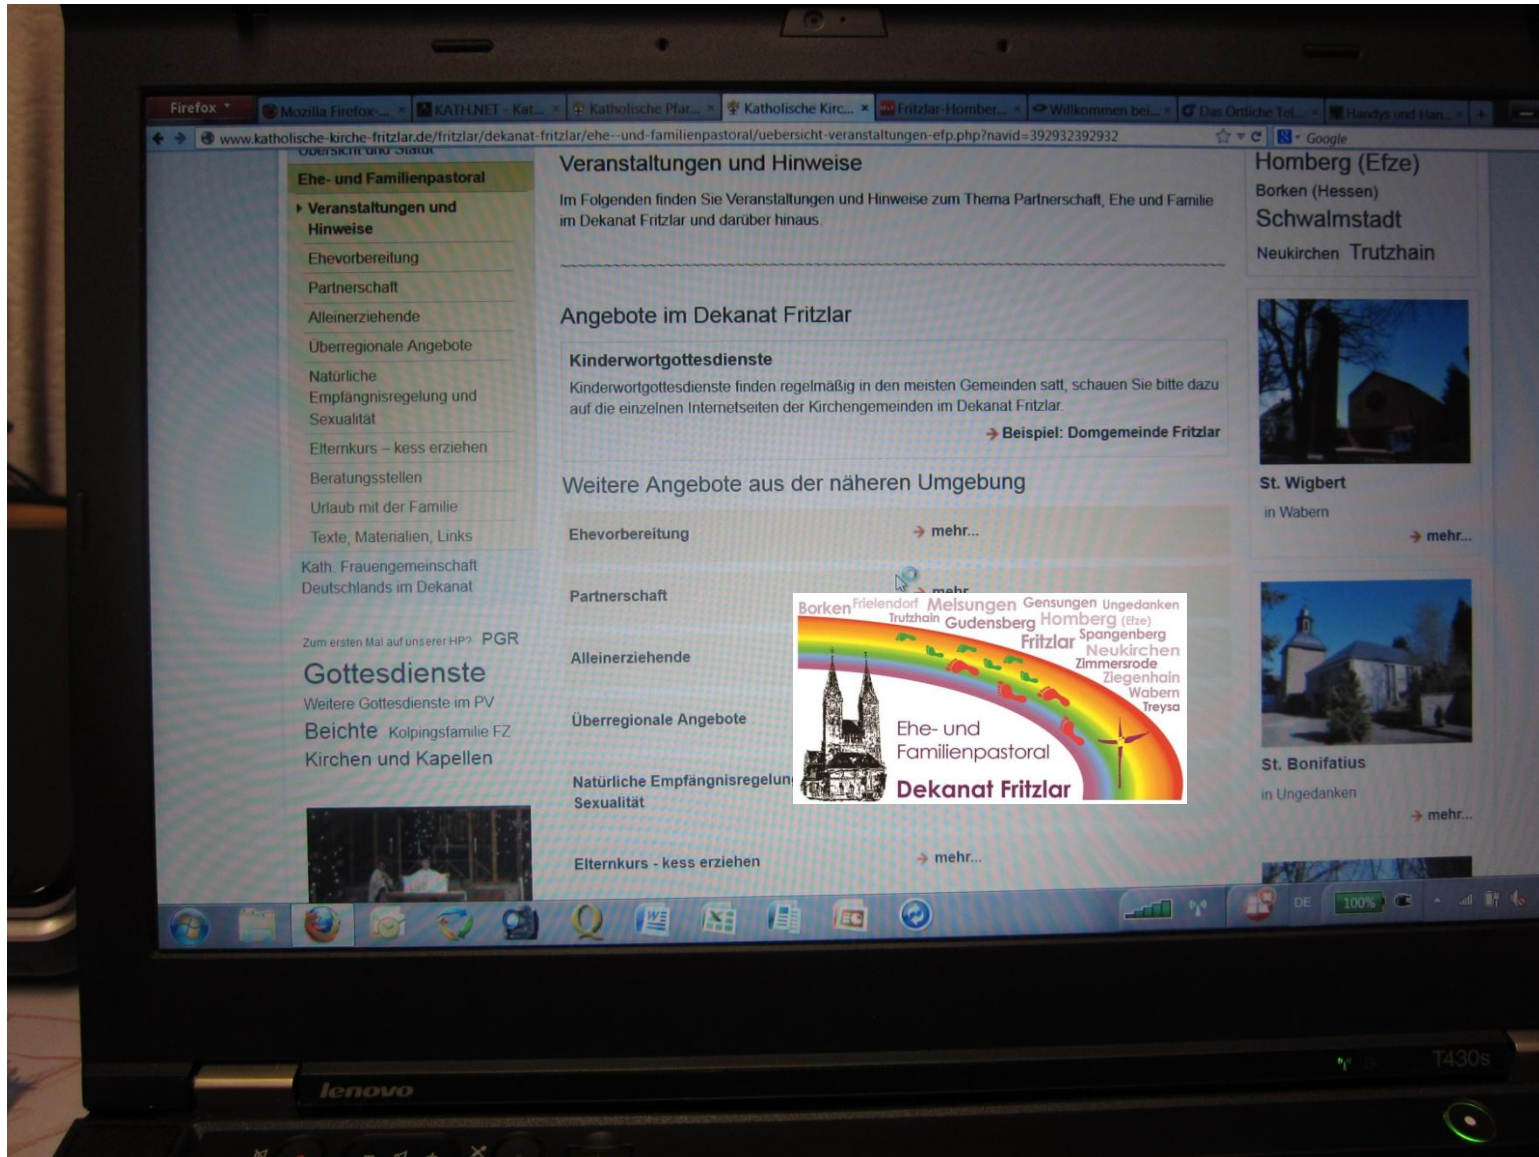 Firefox
Mozilla Firefox-... ×
KATH.NET - Kat... ×
Katholische Pfar... ×
Katholische Kirc... ×
Fritzlar-Homber... ×
Willkommen bei... ×
Das Örtliche Tel... ×
Handys und Han... ×
+
www.katholische-kirche-fritzlar.de/fritzlar/dekanat-fritzlar/ehe--und-familienpastoral/uebersicht-veranstaltungen-efp.php?navid=392932392932
Google
Übersicht und Statut
Ehe- und Familienpastoral
Veranstaltungen und
Hinweise
Ehevorbereitung
Partnerschaft
Alleinerziehende
Überregionale Angebote
Natürliche
Empfängnisregelung und
Sexualität
Elternkurs – kess erziehen
Beratungsstellen
Urlaub mit der Familie
Texte, Materialien, Links
Kath. Frauengemeinschaft
Deutschlands im Dekanat
Zum ersten Mal auf unserer HP? PGR
Gottesdienste
Weitere Gottesdienste im PV
Beichte Kolpingsfamilie FZ
Kirchen und Kapellen
Veranstaltungen und Hinweise
Im Folgenden finden Sie Veranstaltungen und Hinweise zum Thema Partnerschaft, Ehe und Familie
im Dekanat Fritzlar und darüber hinaus.
Angebote im Dekanat Fritzlar
Kinderwortgottesdienste
Kinderwortgottesdienste finden regelmäßig in den meisten Gemeinden satt, schauen Sie bitte dazu
auf die einzelnen Internetseiten der Kirchengemeinden im Dekanat Fritzlar.
→ Beispiel: Domgemeinde Fritzlar
Weitere Angebote aus der näheren Umgebung
Ehevorbereitung → mehr...
Partnerschaft → mehr
Alleinerziehende
Überregionale Angebote
Natürliche Empfängnisregelun
Sexualität
Elternkurs - kess erziehen → mehr...
Borken Frielendorf Melsungen Gensungen Ungedanken
Trutzhain Gudensberg Homberg (Efze)
Fritzlar Spangenberg
Neukirchen
Zimmersrode
Ziegenhain
Wabern
Treysa
Ehe- und
Familienpastoral
Dekanat Fritzlar
Homberg (Efze)
Borken (Hessen)
Schwalmstadt
Neukirchen Trutzhain
St. Wigbert
in Wabern
→ mehr...
St. Bonifatius
in Ungedanken
→ mehr...
DE
100%
lenovo
T430s